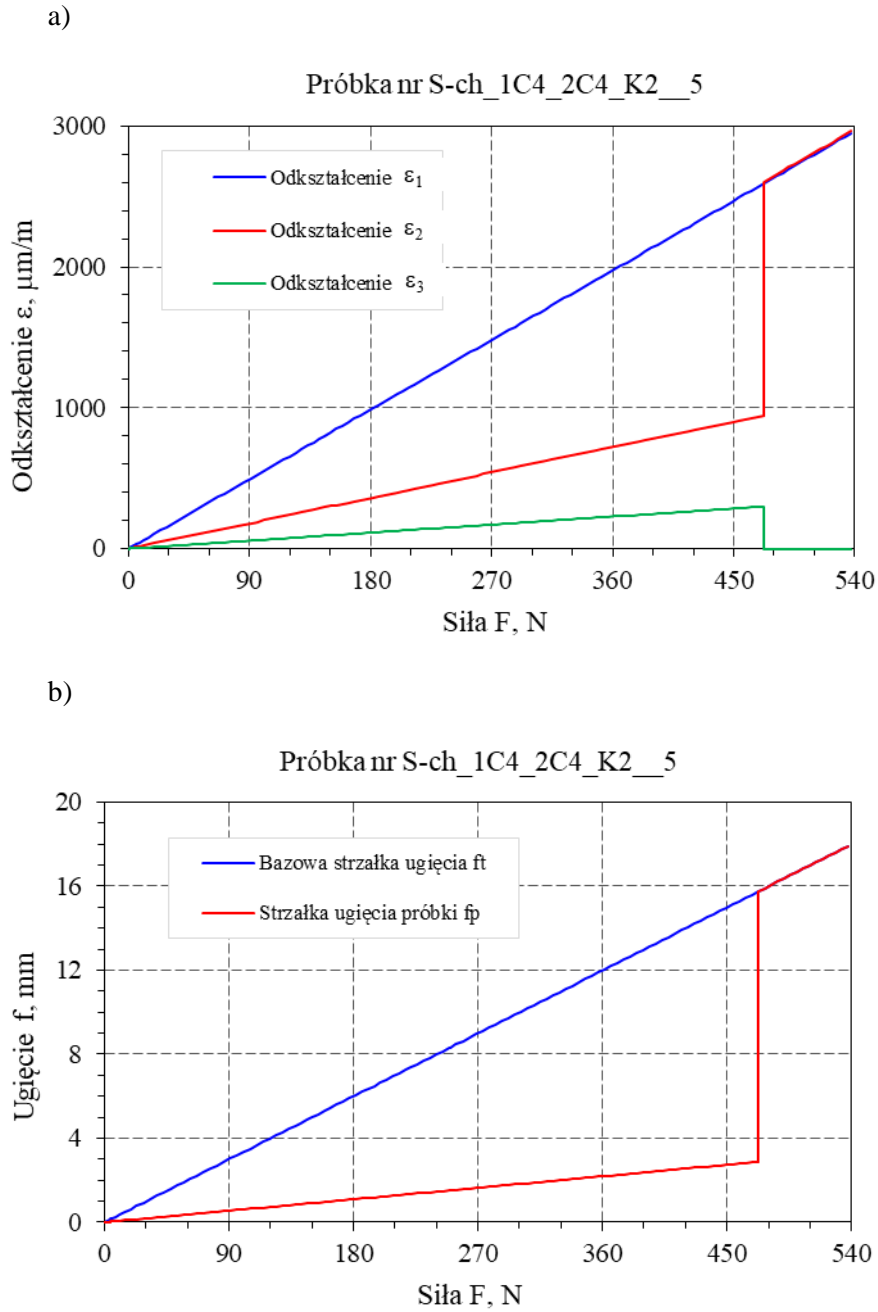 a)
Próbka nr S-ch_1C4_2C4_K2__5
3000
2000
1000
0
Odkształcenie ε, μm/m
Odkształcenie ε₁
Odkształcenie ε₂
Odkształcenie ε₃
0 90 180 270 360 450 540
Siła F, N
b)
Próbka nr S-ch_1C4_2C4_K2__5
20
16
12
8
4
0
Ugięcie f, mm
Bazowa strzałka ugięcia ft
Strzałka ugięcia próbki fp
0 90 180 270 360 450 540
Siła F, N